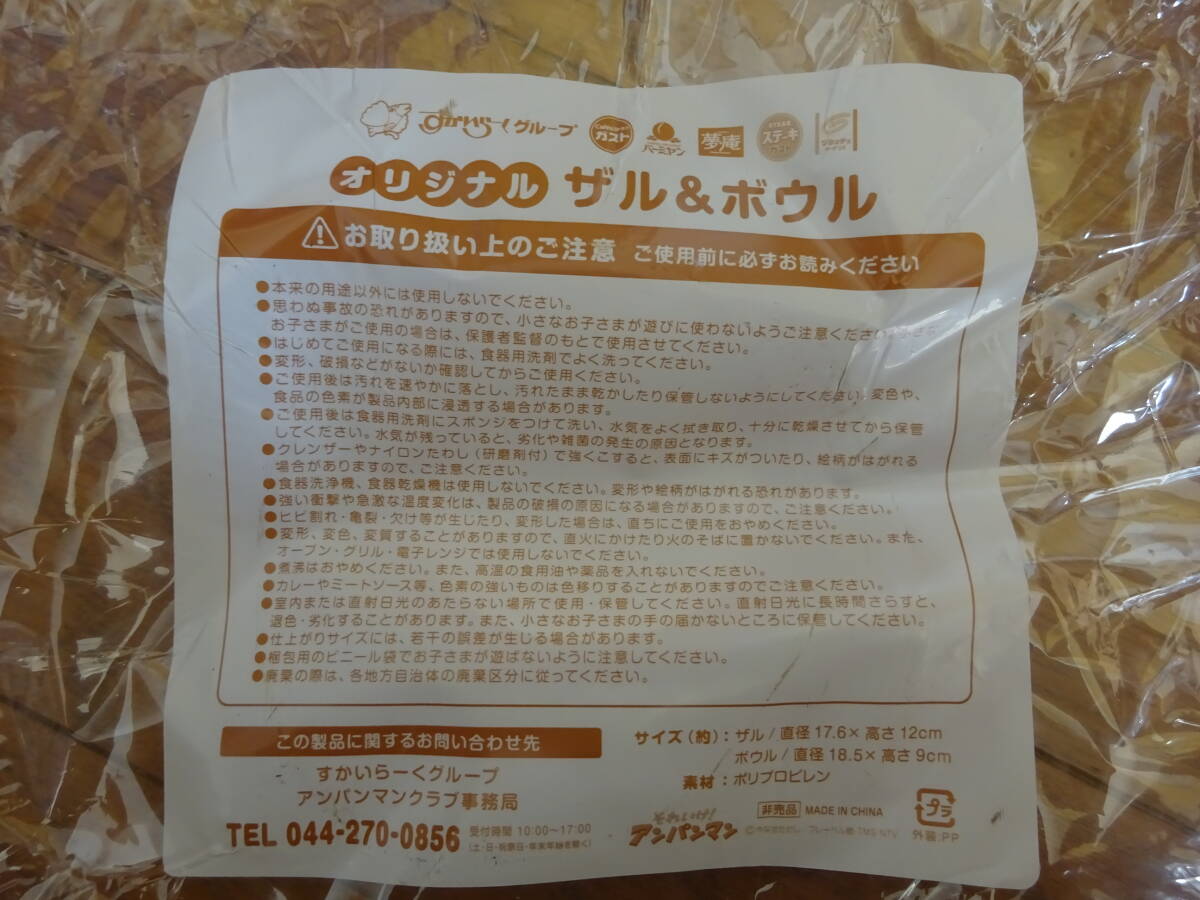 すかいらーくグループ ガスト バーミヤン 夢庵 STEAK ステーキ ガスト
オリジナル ザル&ボウル
お取り扱い上のご注意 ご使用前に必ずお読みください
●本来の用途以外には使用しないでください。
●思わぬ事故の恐れがありますので、小さなお子さまが遊びに使わないようご注意ください。
お子さまがご使用の場合は、保護者監督のもとで使用させてください。
●はじめてご使用になる際には、食器用洗剤でよく洗ってください。
●変形、破損などがないか確認してからご使用ください。
●ご使用後は汚れを速やかに落とし、汚れたまま乾かしたり保管しないようにしてください。変色や、
食品の色素が製品内部に浸透する場合があります。
●ご使用後は食器用洗剤にスポンジをつけて洗い、水気をよく拭き取り、十分に乾燥させてから保管
してください。水気が残っていると、劣化や雑菌の発生の原因となります。
●クレンザーやナイロンたわし(研磨剤付)で強くこすると、表面にキズがついたり、絵柄がはがれる
場合がありますので、ご注意ください。
●食器洗浄機、食器乾燥機は使用しないでください。変形や絵柄がはがれる恐れがあります。
●強い衝撃や急激な温度変化は、製品の破損の原因になる場合がありますので、ご注意ください。
●ヒビ割れ・亀裂・欠け等が生じたり、変形した場合は、直ちにご使用をおやめください。
●変形、変色、変質することがありますので、直火にかけたり火のそばに置かないでください。また、
オーブン・グリル・電子レンジでは使用しないでください。
●煮沸はおやめください。また、高温の食用油や薬品を入れないでください。
●カレーやミートソース等、色素の強いものは色移りすることがありますのでご注意ください。
●室内または直射日光のあたらない場所で使用・保管してください。直射日光に長時間さらすと、
退色・劣化することがあります。また、小さなお子さまの手の届かないところに保管してください。
●仕上がりサイズには、若干の誤差が生じる場合があります。
●梱包用のビニール袋でお子さまが遊ばないように注意してください。
●廃棄の際は、各地方自治体の廃棄区分に従ってください。
この製品に関するお問い合わせ先
すかいらーくグループ
アンパンマンクラブ事務局
TEL 044-270-0856 受付時間 10:00〜17:00
(土・日・祝祭日・年末年始を除く)
サイズ(約):ザル/直径17.6×高さ12cm
ボウル/直径18.5×高さ9cm
素材:ポリプロピレン
それいけ!
アンパンマン
非売品 MADE IN CHINA
©やなせたかし/フレーベル館・TMS・NTV
プラ
外装:PP